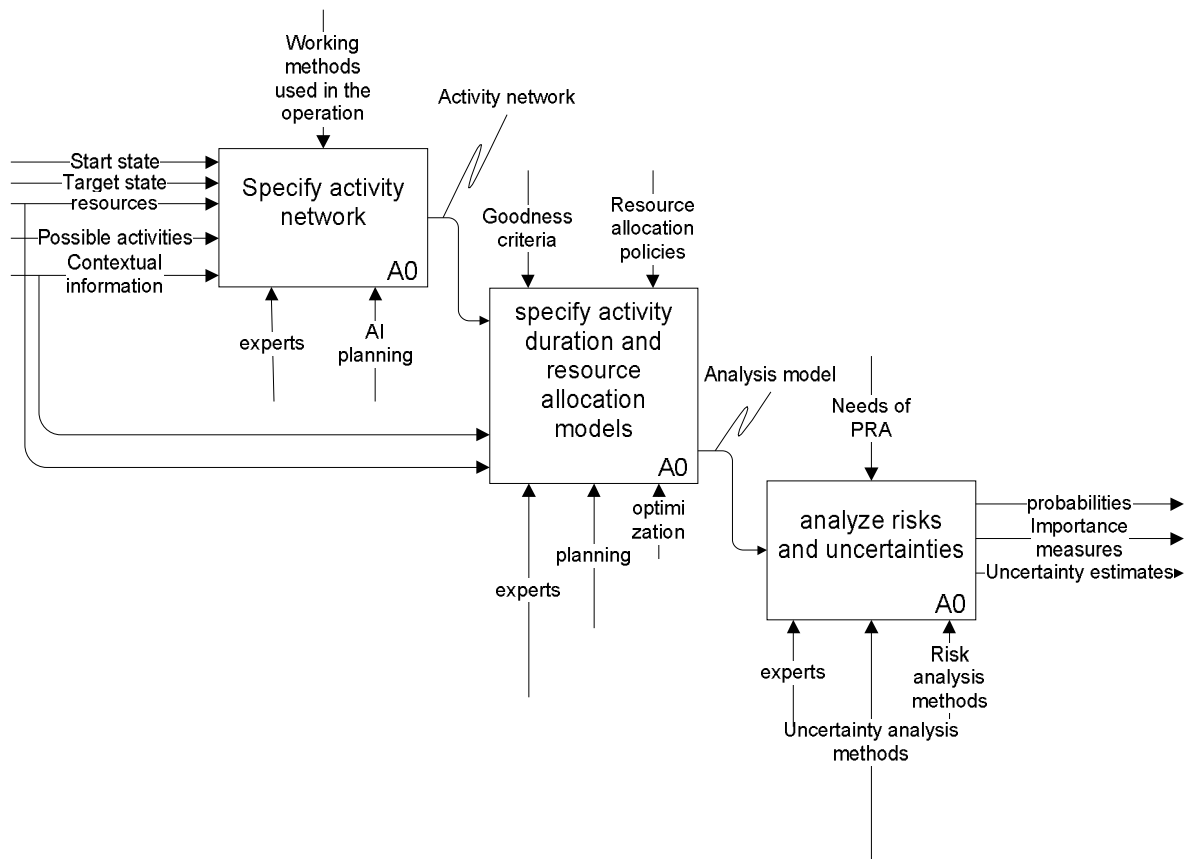 Working
methods
used in the
operation
Activity network
Start state
Target state
resources
Possible activities
Contextual
information
Specify activity
network
A0
experts
AI
planning
Goodness
criteria
Resource
allocation
policies
specify activity
duration and
resource
allocation
models
A0
experts
planning
optimi
zation
Analysis model
Needs of
PRA
analyze risks
and uncertainties
A0
probabilities
Importance
measures
Uncertainty estimates
experts
Uncertainty analysis
methods
Risk
analysis
methods